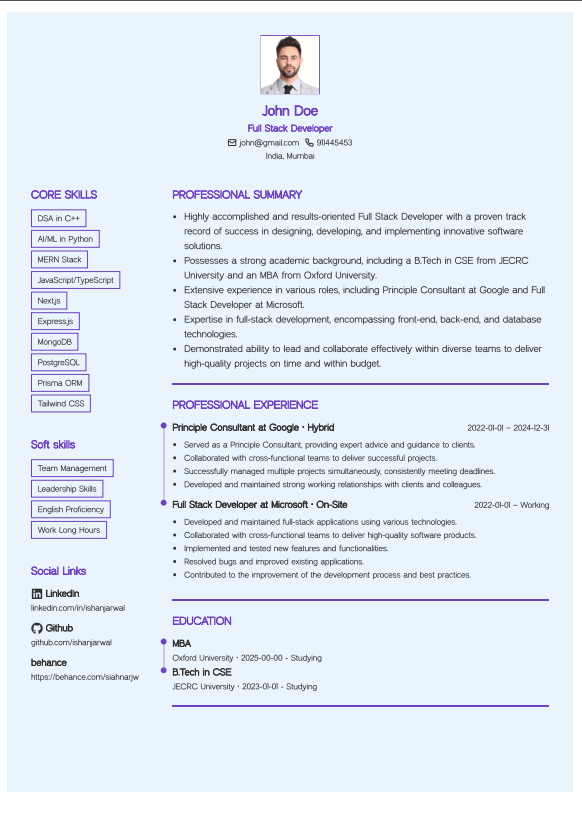 John Doe
Full Stack Developer
john@gmail.com 911445453
India, Mumbai
CORE SKILLS
DSA in C++
AI/ML in Python
MERN Stack
JavaScript/TypeScript
Next.js
Express.js
MongoDB
PostgreSQL
Prisma ORM
Tailwind CSS
Soft skills
Team Management
Leadership Skills
English Proficiency
Work Long Hours
Social Links
LinkedIn
linkedin.com/in/ishanjarwal
Github
github.com/ishanjarwal
behance
https://behance.com/siahnarjw
PROFESSIONAL SUMMARY
• Highly accomplished and results-oriented Full Stack Developer with a proven track
record of success in designing, developing, and implementing innovative software
solutions.
• Possesses a strong academic background, including a B.Tech in CSE from JECRC
University and an MBA from Oxford University.
• Extensive experience in various roles, including Principle Consultant at Google and Full
Stack Developer at Microsoft.
• Expertise in full-stack development, encompassing front-end, back-end, and database
technologies.
• Demonstrated ability to lead and collaborate effectively within diverse teams to deliver
high-quality projects on time and within budget.
PROFESSIONAL EXPERIENCE
Principle Consultant at Google • Hybrid 2022-01-01 – 2024-12-31
• Served as a Principle Consultant, providing expert advice and guidance to clients.
• Collaborated with cross-functional teams to deliver successful projects.
• Successfully managed multiple projects simultaneously, consistently meeting deadlines.
• Developed and maintained strong working relationships with clients and colleagues.
Full Stack Developer at Microsoft • On-Site 2022-01-01 – Working
• Developed and maintained full-stack applications using various technologies.
• Collaborated with cross-functional teams to deliver high-quality software products.
• Implemented and tested new features and functionalities.
• Resolved bugs and improved existing applications.
• Contributed to the improvement of the development process and best practices.
EDUCATION
MBA
Oxford University • 2025-00-00 - Studying
B.Tech in CSE
JECRC University • 2023-01-01 - Studying